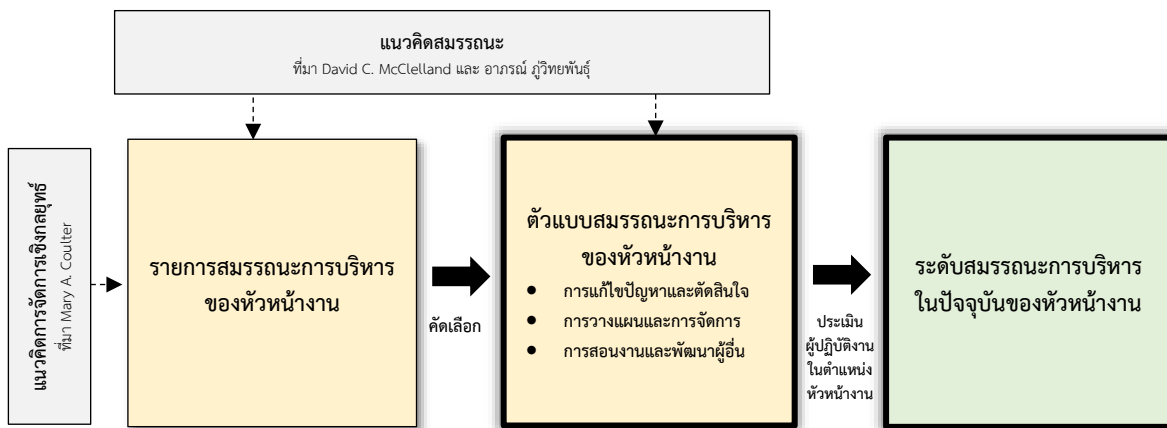 แนวคิดสมรรถนะ
ที่มา David C. McClelland และ อาภรณ์ ภู่วิทยพันธุ์
แนวคิดการจัดการเชิงกลยุทธ์
ที่มา Mary A. Coulter
รายการสมรรถนะการบริหาร
ของหัวหน้างาน
คัดเลือก
ตัวแบบสมรรถนะการบริหาร
ของหัวหน้างาน
● การแก้ไขปัญหาและตัดสินใจ
● การวางแผนและการจัดการ
● การสอนงานและพัฒนาผู้อื่น
ประเมิน
ผู้ปฏิบัติงาน
ในตำแหน่ง
หัวหน้างาน
ระดับสมรรถนะการบริหาร
ในปัจจุบันของหัวหน้างาน